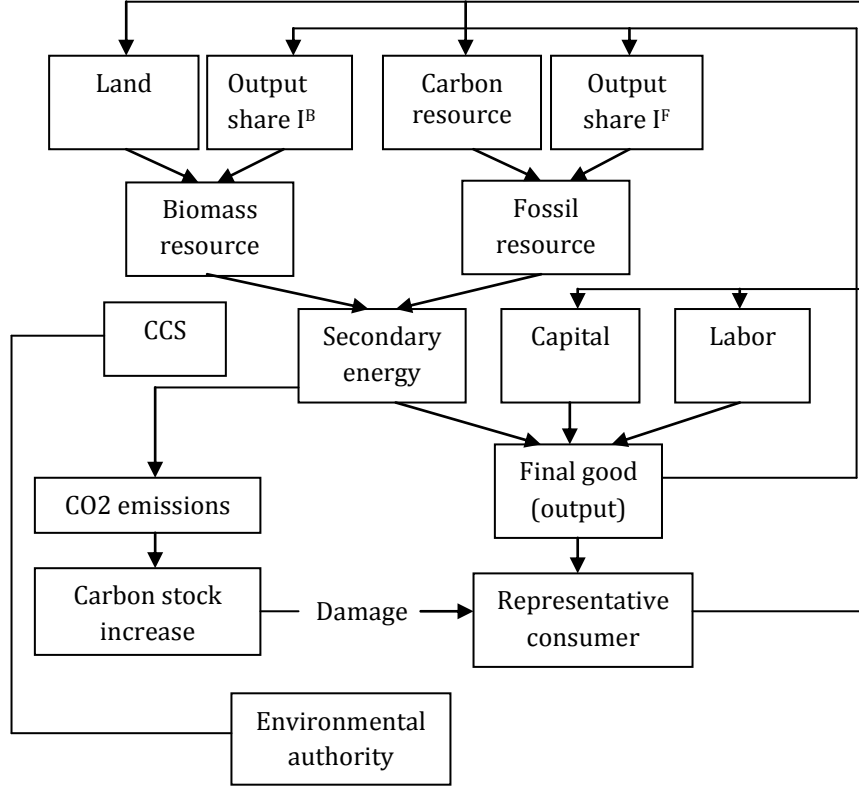 Land
Output
share I^B
Carbon
resource
Output
share I^F
Biomass
resource
Fossil
resource
CCS
Secondary
energy
Capital
Labor
CO2 emissions
Final good
(output)
Carbon stock
increase
Damage
Representative
consumer
Environmental
authority